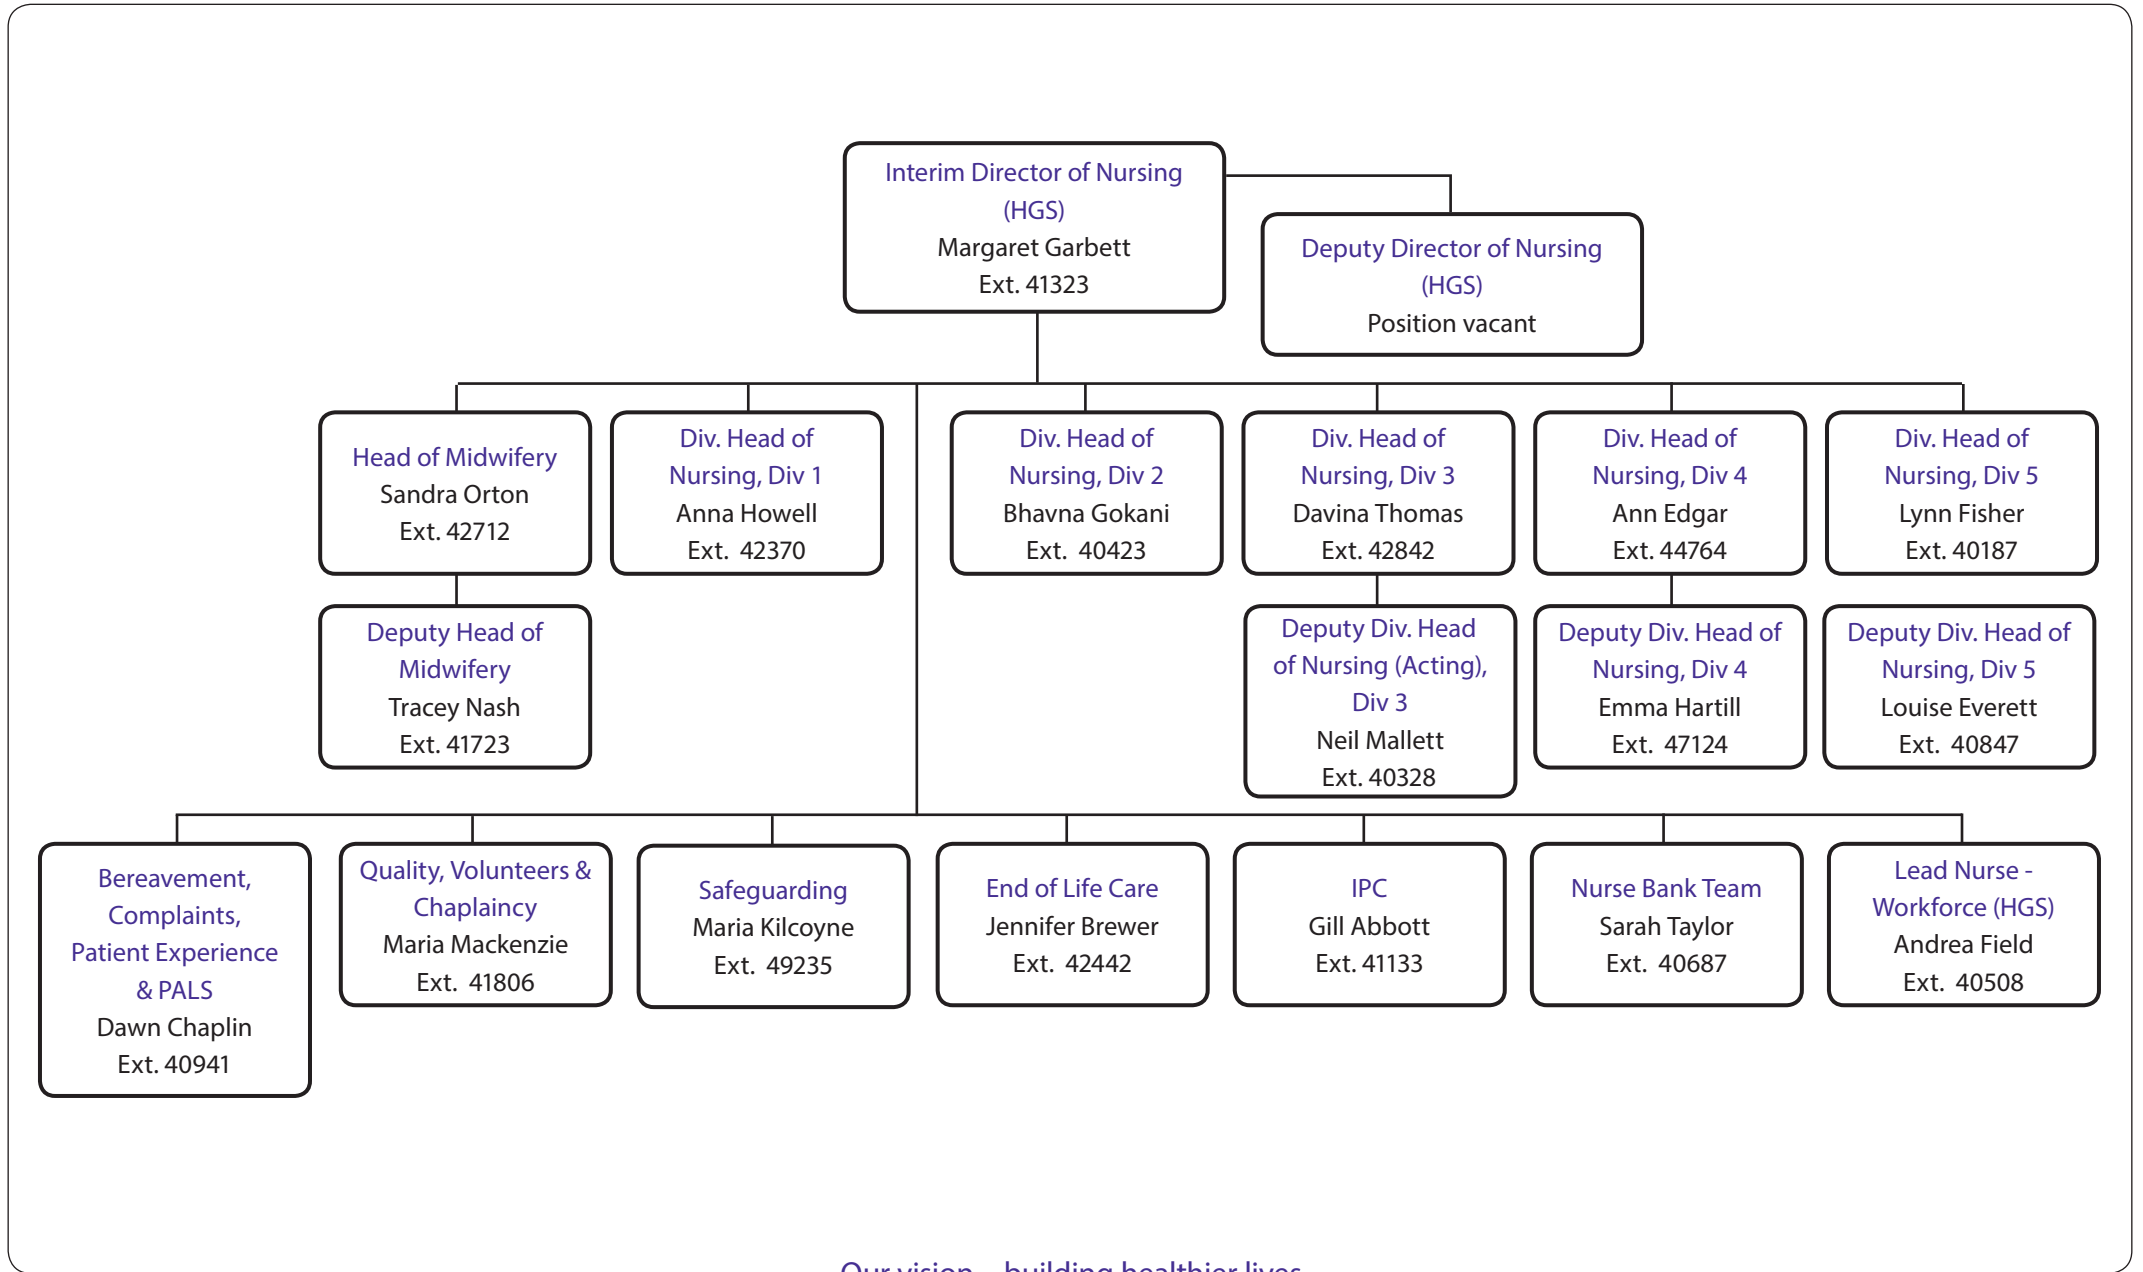 Interim Director of Nursing
(HGS)
Margaret Garbett
Ext. 41323
Deputy Director of Nursing
(HGS)
Position vacant
Head of Midwifery
Sandra Orton
Ext. 42712
Div. Head of
Nursing, Div 1
Anna Howell
Ext. 42370
Div. Head of
Nursing, Div 2
Bhavna Gokani
Ext. 40423
Div. Head of
Nursing, Div 3
Davina Thomas
Ext. 42842
Div. Head of
Nursing, Div 4
Ann Edgar
Ext. 44764
Div. Head of
Nursing, Div 5
Lynn Fisher
Ext. 40187
Deputy Head of
Midwifery
Tracey Nash
Ext. 41723
Deputy Div. Head
of Nursing (Acting),
Div 3
Neil Mallett
Ext. 40328
Deputy Div. Head of
Nursing, Div 4
Emma Hartill
Ext. 47124
Deputy Div. Head of
Nursing, Div 5
Louise Everett
Ext. 40847
Bereavement,
Complaints,
Patient Experience
& PALS
Dawn Chaplin
Ext. 40941
Quality, Volunteers &
Chaplaincy
Maria Mackenzie
Ext. 41806
Safeguarding
Maria Kilcoyne
Ext. 49235
End of Life Care
Jennifer Brewer
Ext. 42442
IPC
Gill Abbott
Ext. 41133
Nurse Bank Team
Sarah Taylor
Ext. 40687
Lead Nurse -
Workforce (HGS)
Andrea Field
Ext. 40508
Our vision – building healthier lives